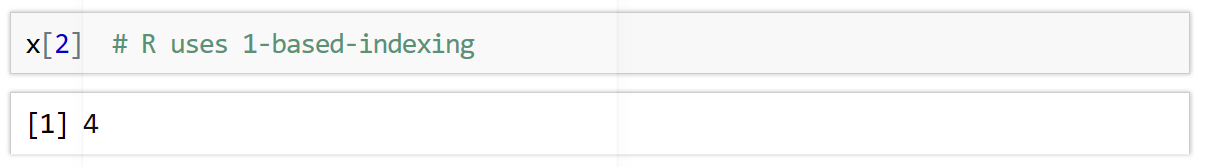 x[2]  # R uses 1-based-indexing
[1] 4